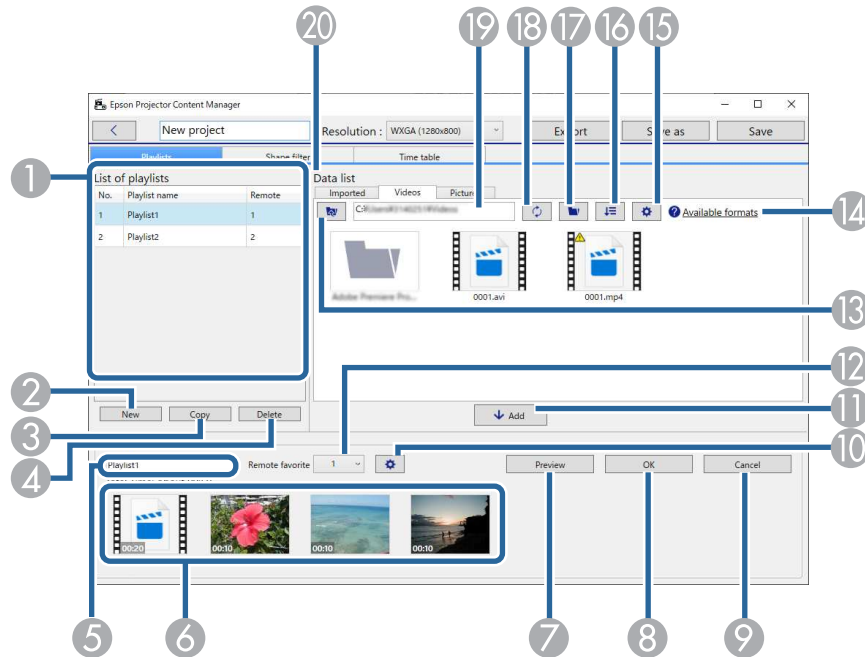 20 19 18 17 16 15
Epson Projector Content Manager
New project Resolution : WXGA (1280x800) Export Save as Save
Playlists Shape filter Time table
1
List of playlists Data list
No. Playlist name Remote
Imported Videos Pictures
C:¥
Available formats
14
1 Playlist1 1
2 Playlist2 2
0001.avi 0001.mp4
13
12
2
New Copy Delete
Add
11
3
10
4
Playlist1 Remote favorite 1 Preview OK Cancel
00:20 00:10 00:10 00:10
5 6 7 8 9